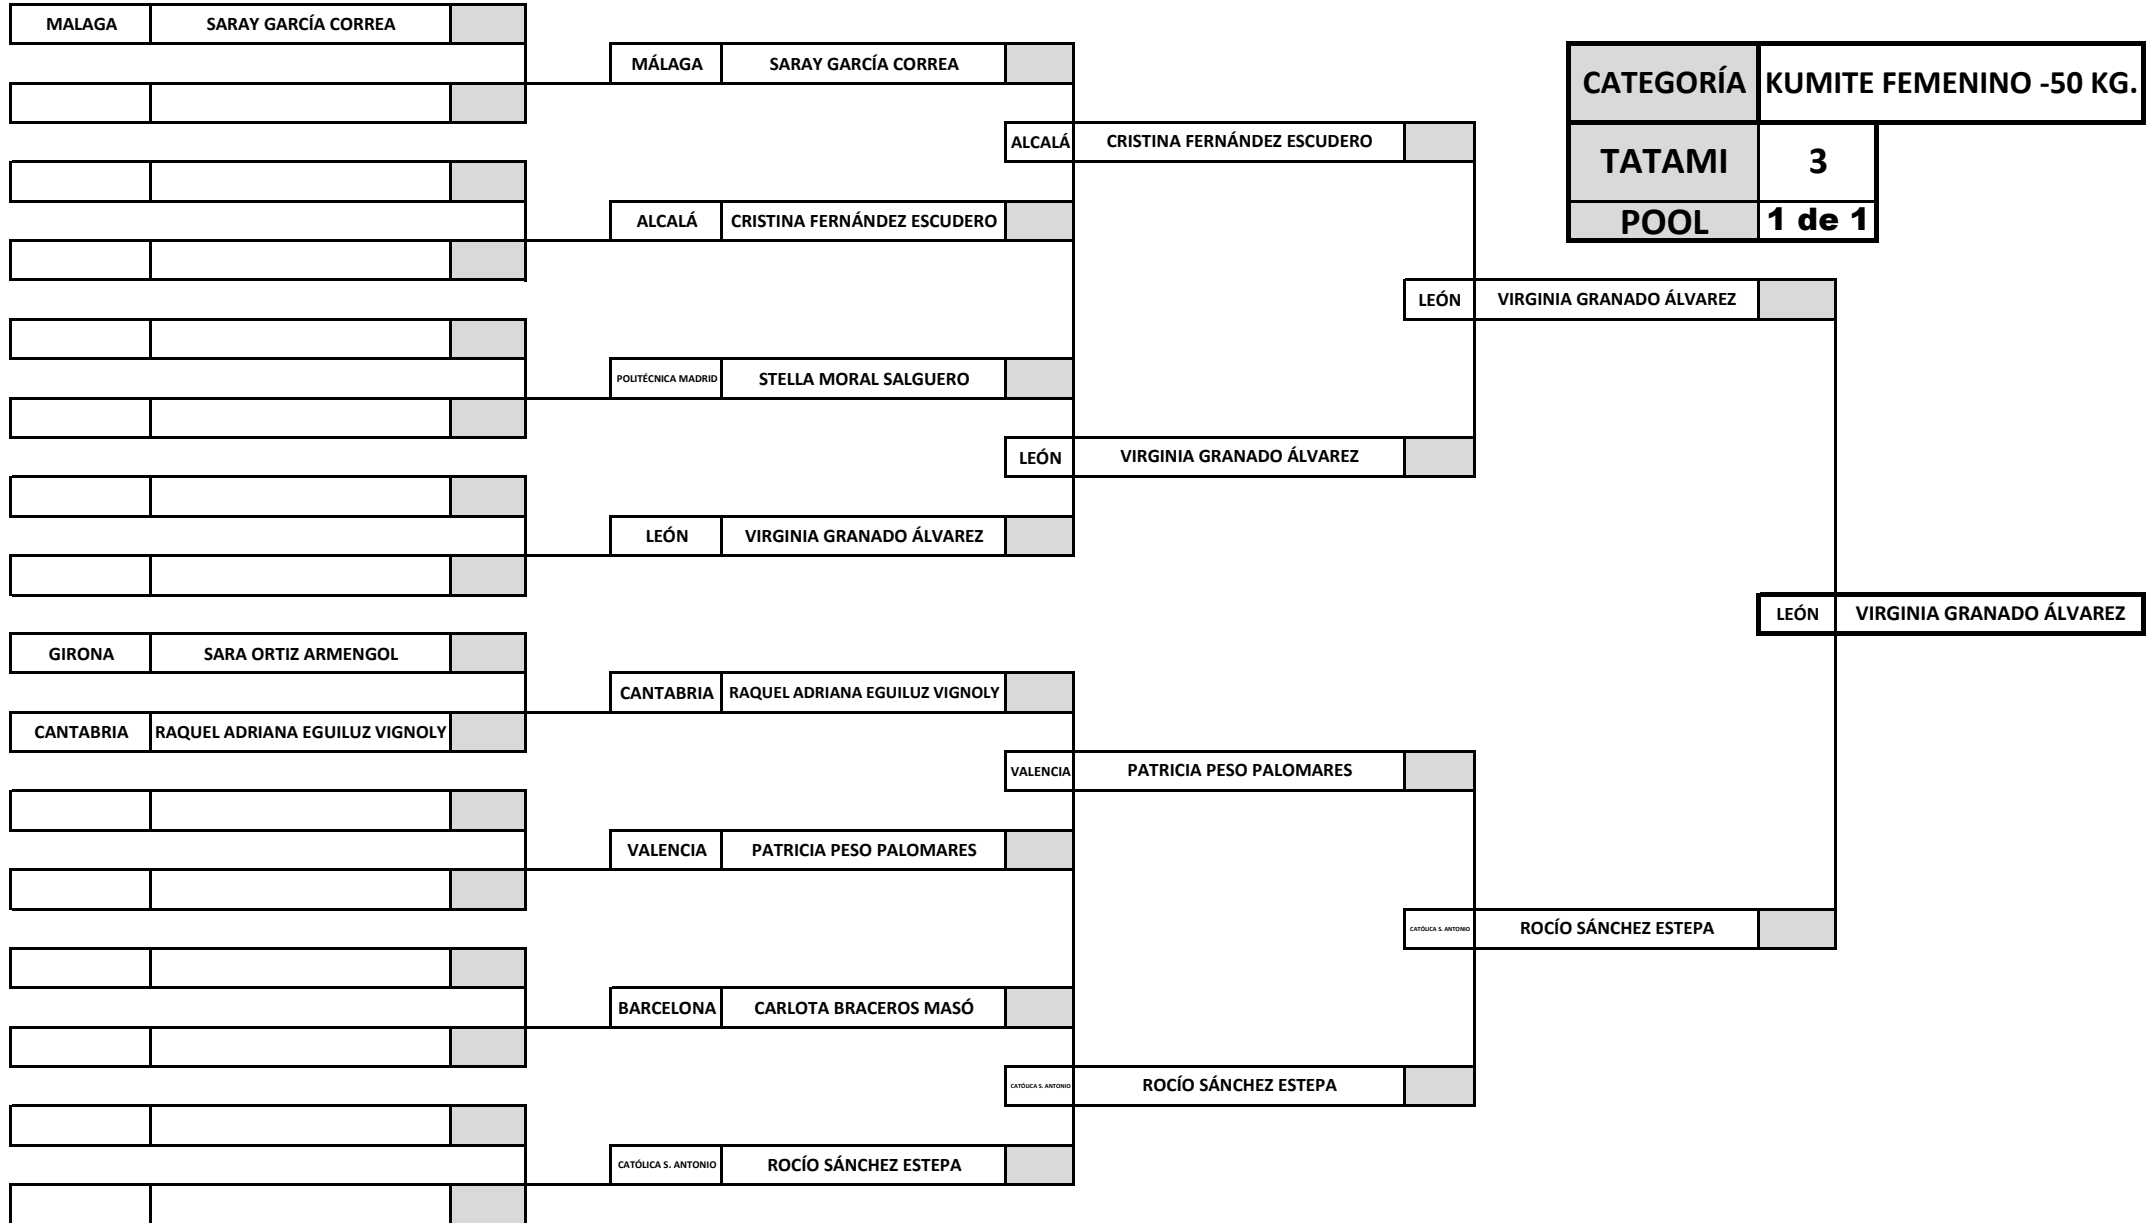 MALAGA SARAY GARCÍA CORREA
MÁLAGA SARAY GARCÍA CORREA
CATEGORÍA KUMITE FEMENINO -50 KG.
ALCALÁ CRISTINA FERNÁNDEZ ESCUDERO
TATAMI 3
ALCALÁ CRISTINA FERNÁNDEZ ESCUDERO
POOL 1 de 1
LEÓN VIRGINIA GRANADO ÁLVAREZ
POLITÉCNICA MADRID STELLA MORAL SALGUERO
LEÓN VIRGINIA GRANADO ÁLVAREZ
LEÓN VIRGINIA GRANADO ÁLVAREZ
LEÓN VIRGINIA GRANADO ÁLVAREZ
GIRONA SARA ORTIZ ARMENGOL
CANTABRIA RAQUEL ADRIANA EGUILUZ VIGNOLY
CANTABRIA RAQUEL ADRIANA EGUILUZ VIGNOLY
VALENCIA PATRICIA PESO PALOMARES
VALENCIA PATRICIA PESO PALOMARES
CATÓLICA S. ANTONIO ROCÍO SÁNCHEZ ESTEPA
BARCELONA CARLOTA BRACEROS MASÓ
CATÓLICA S. ANTONIO ROCÍO SÁNCHEZ ESTEPA
CATÓLICA S. ANTONIO ROCÍO SÁNCHEZ ESTEPA